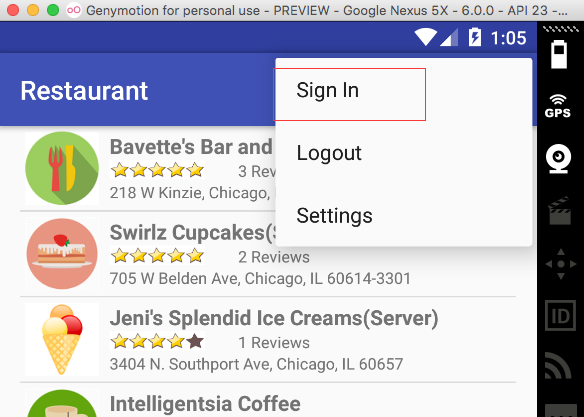 Genymotion for personal use - PREVIEW - Google Nexus 5X - 6.0.0 - API 23 -...
1:05
Restaurant
Sign In
Logout
Settings
GPS
ID
Bavette's Bar and
3 Rev
218 W Kinzie, Chicago,
Swirlz Cupcakes(S
2 Reviews
705 W Belden Ave, Chicago, IL 60614-3301
Jeni's Splendid Ice Creams(Server)
1 Reviews
3404 N. Southport Ave, Chicago, IL 60657
Intelligentsia Coffee